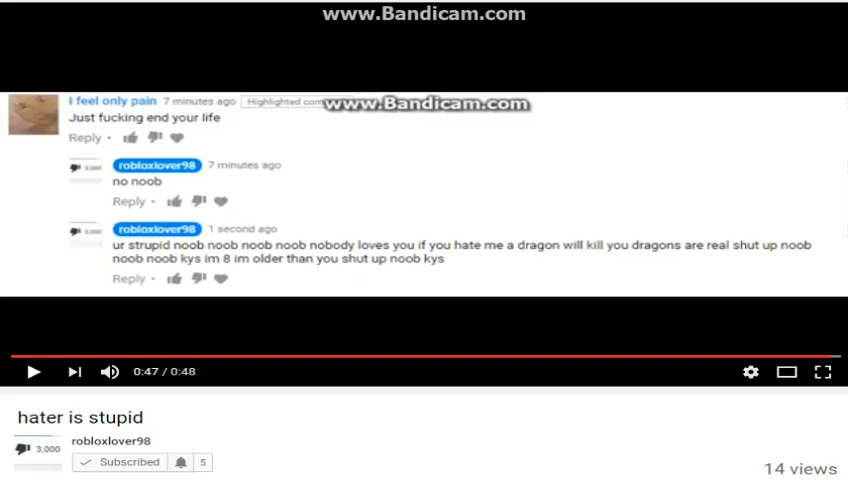 www.Bandicam.com
I feel only pain 7 minutes ago Highlighted com
www.Bandicam.com
Just fucking end your life
Reply
3,000
robloxlover98 7 minutes ago
no noob
Reply
3,000
robloxlover98 1 second ago
ur strupid noob noob noob noob nobody loves you if you hate me a dragon will kill you dragons are real shut up noob
noob noob kys im 8 im older than you shut up noob kys
Reply
0:47 / 0:48
hater is stupid
3,000
robloxlover98
Subscribed 5
14 views